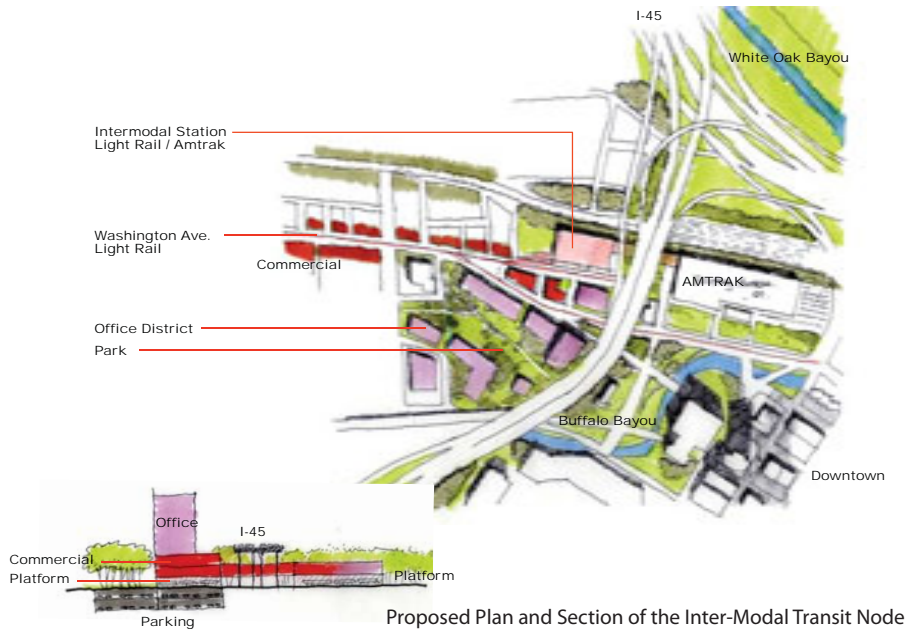 I-45
White Oak Bayou
Intermodal Station
Light Rail / Amtrak
Washington Ave.
Light Rail
Commercial
AMTRAK
Office District
Park
Buffalo Bayou
Downtown
Office
I-45
Commercial
Platform
Platform
Parking
Proposed Plan and Section of the Inter-Modal Transit Node